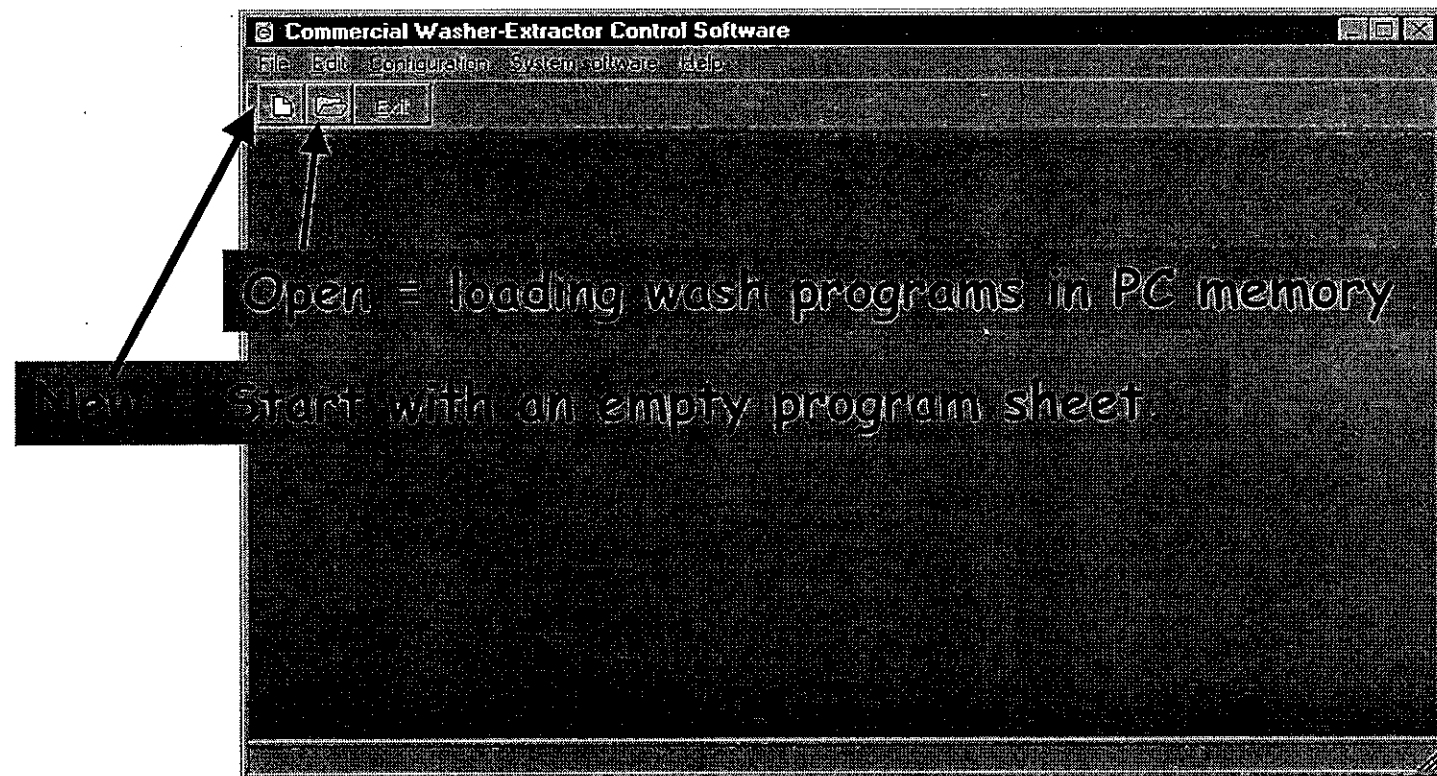 Commercial Washer-Extractor Control Software
File Edit Configuration System software Help
Exit
Open = loading wash programs in PC memory
New = Start with an empty program sheet